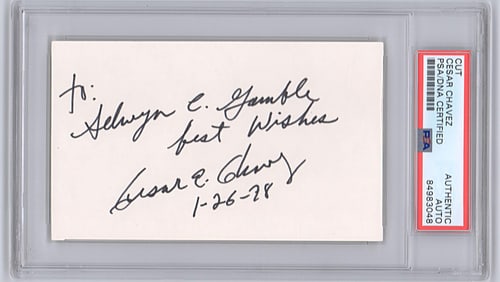 To:
Selwyn C. Gamble
best Wishes
Cesar E. Chavez
1-26-78
CUT
CESAR CHAVEZ
PSA/DNA CERTIFIED
PSA
AUTHENTIC
AUTO
84983048